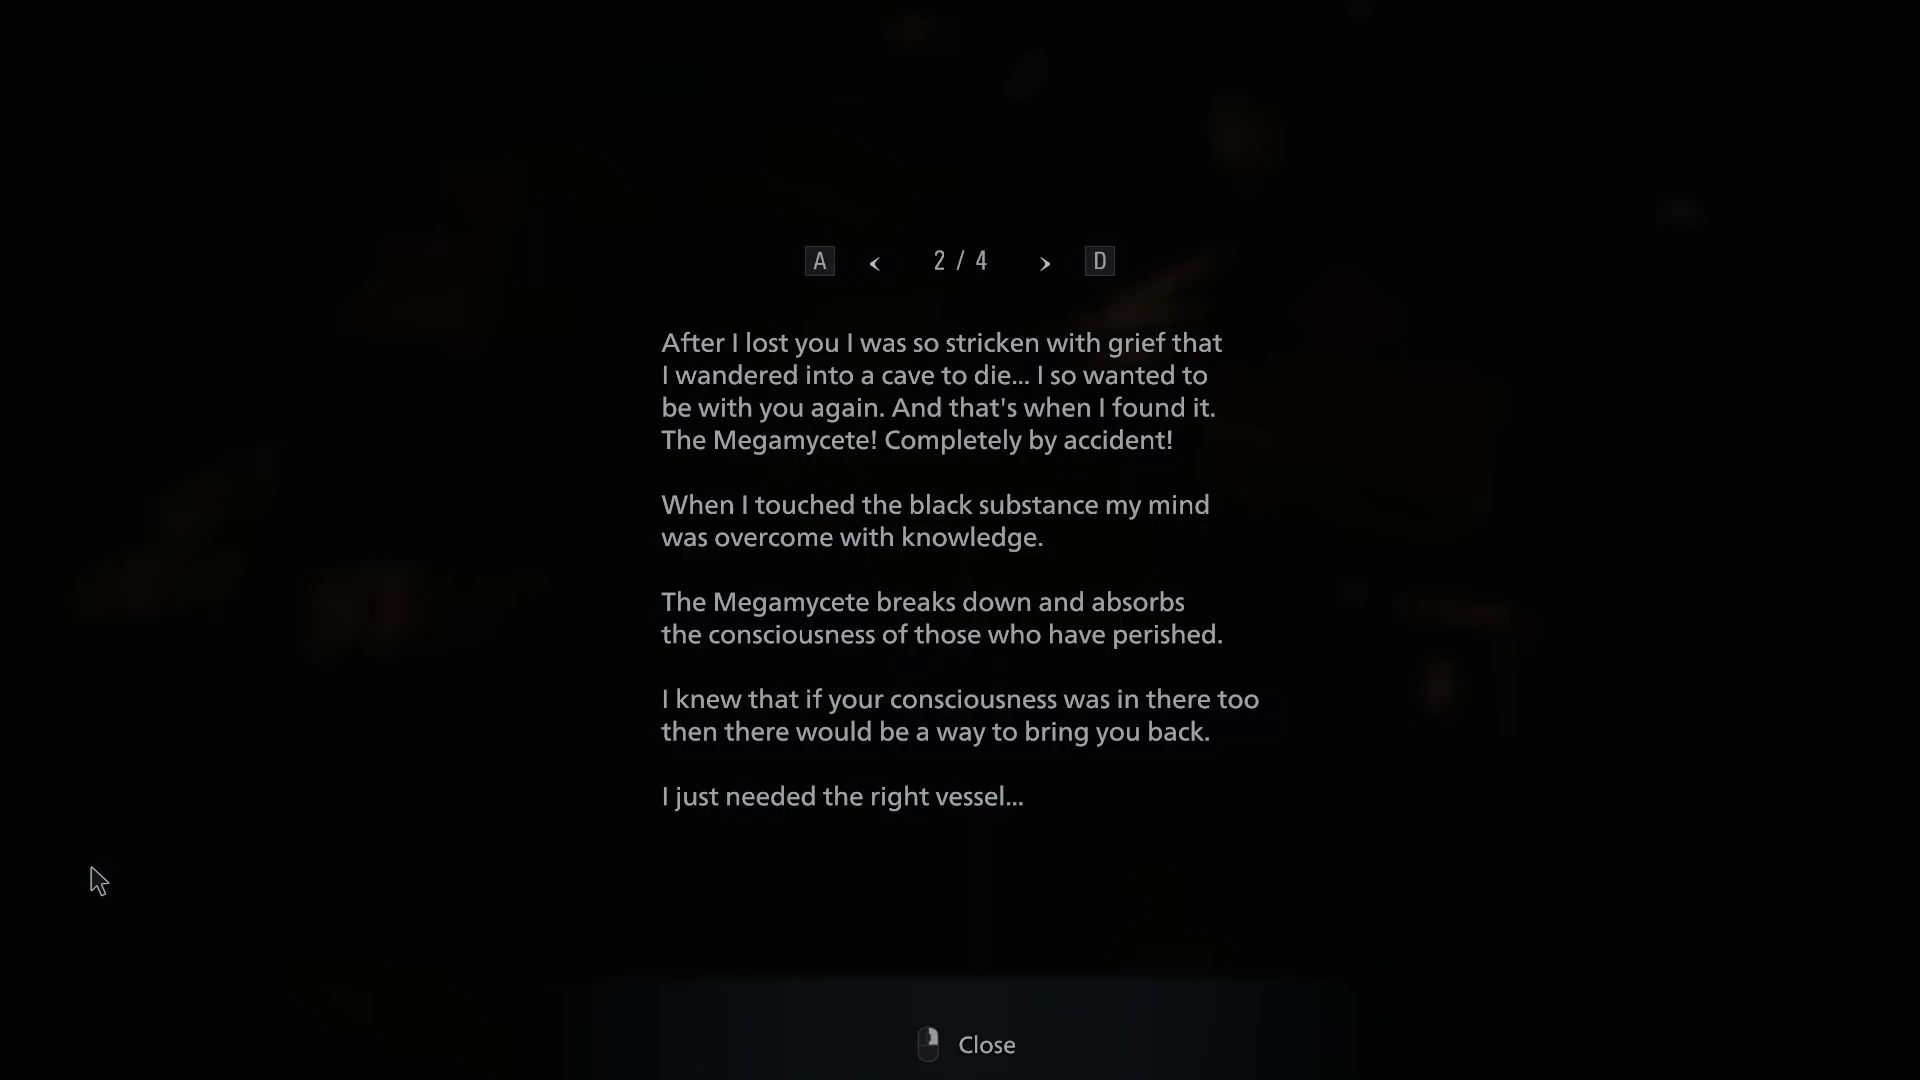 A < 2 / 4 > D
After I lost you I was so stricken with grief that
I wandered into a cave to die... I so wanted to
be with you again. And that's when I found it.
The Megamycete! Completely by accident!
When I touched the black substance my mind
was overcome with knowledge.
The Megamycete breaks down and absorbs
the consciousness of those who have perished.
I knew that if your consciousness was in there too
then there would be a way to bring you back.
I just needed the right vessel...
Close